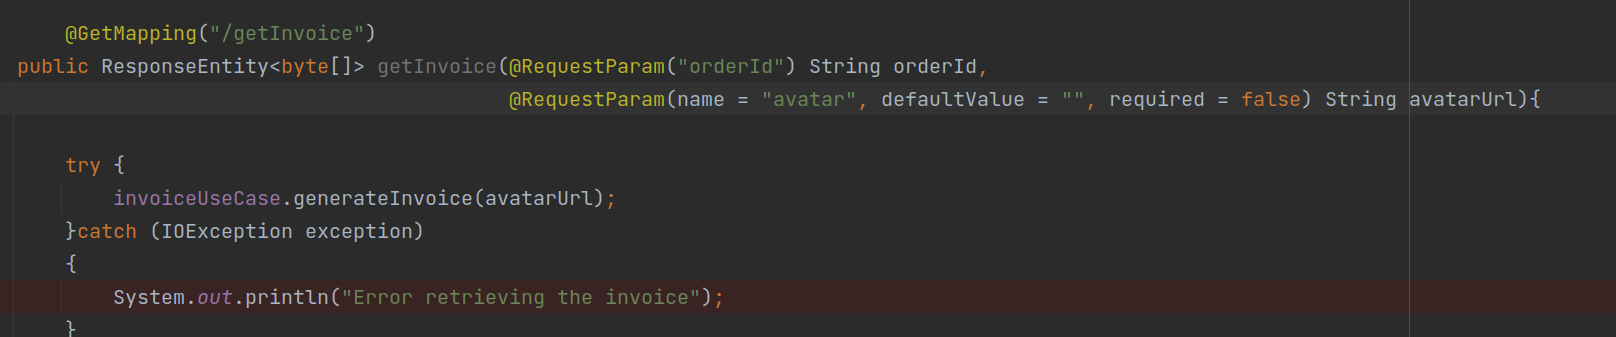 @GetMapping("/getInvoice")
public ResponseEntity<byte[]> getInvoice(@RequestParam("orderId") String orderId,
@RequestParam(name = "avatar", defaultValue = "", required = false) String avatarUrl){
try {
invoiceUseCase.generateInvoice(avatarUrl);
}catch (IOException exception)
{
System.out.println("Error retrieving the invoice");
}